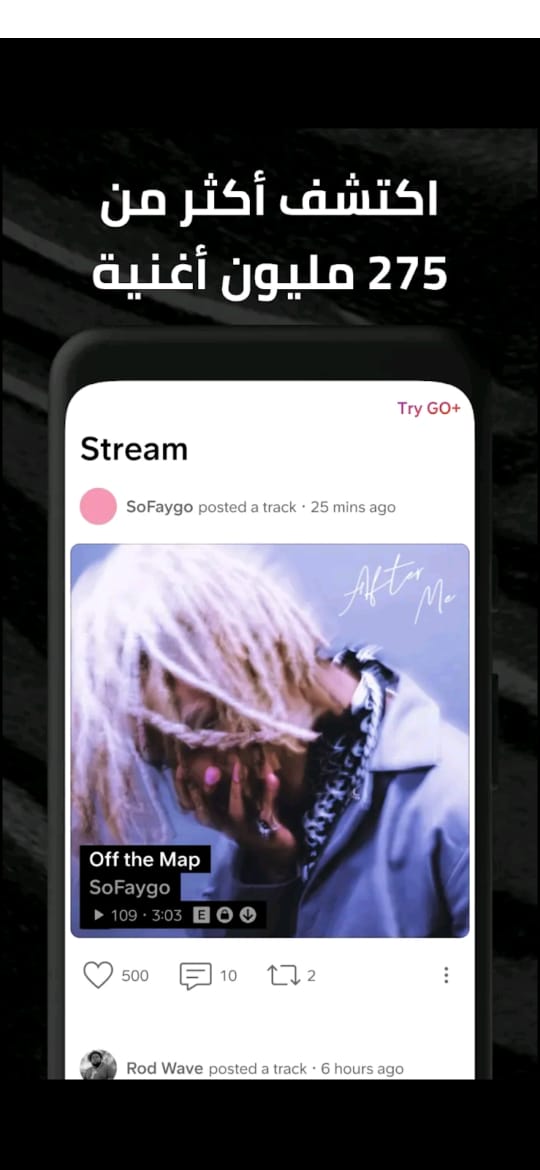 اكتشف أكثر من
275 مليون أغنية
Try GO+
Stream
SoFaygo posted a track · 25 mins ago
After
Me
Off the Map
SoFaygo
109 · 3:03 E
500 10 2
Rod Wave posted a track · 6 hours ago